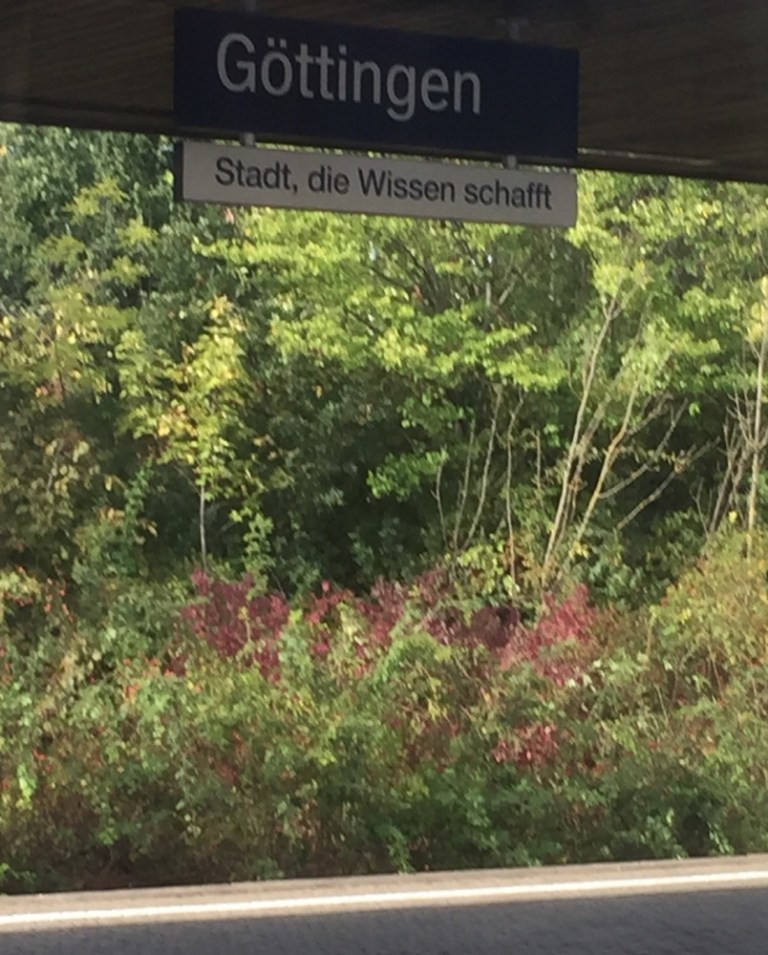 Göttingen
Stadt, die Wissen schafft